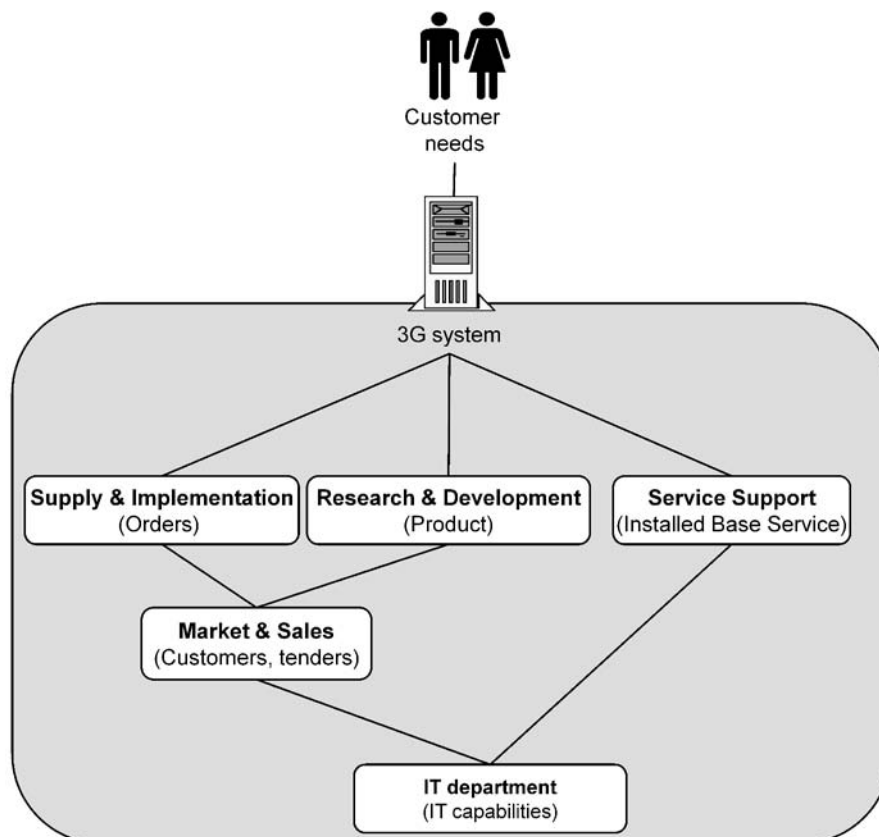 Customer
needs
3G system
Supply & Implementation
(Orders)
Research & Development
(Product)
Service Support
(Installed Base Service)
Market & Sales
(Customers, tenders)
IT department
(IT capabilities)